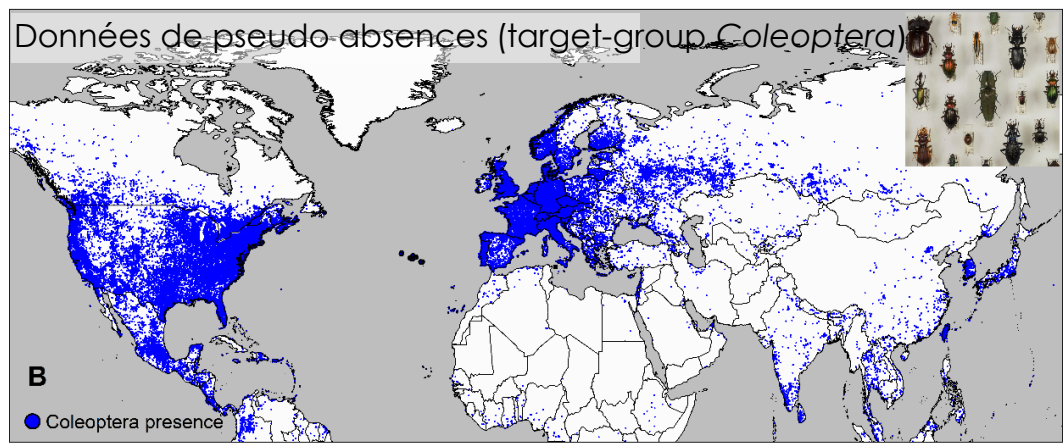 Données de pseudo absences (target-group Coleoptera)
B
Coleoptera presence